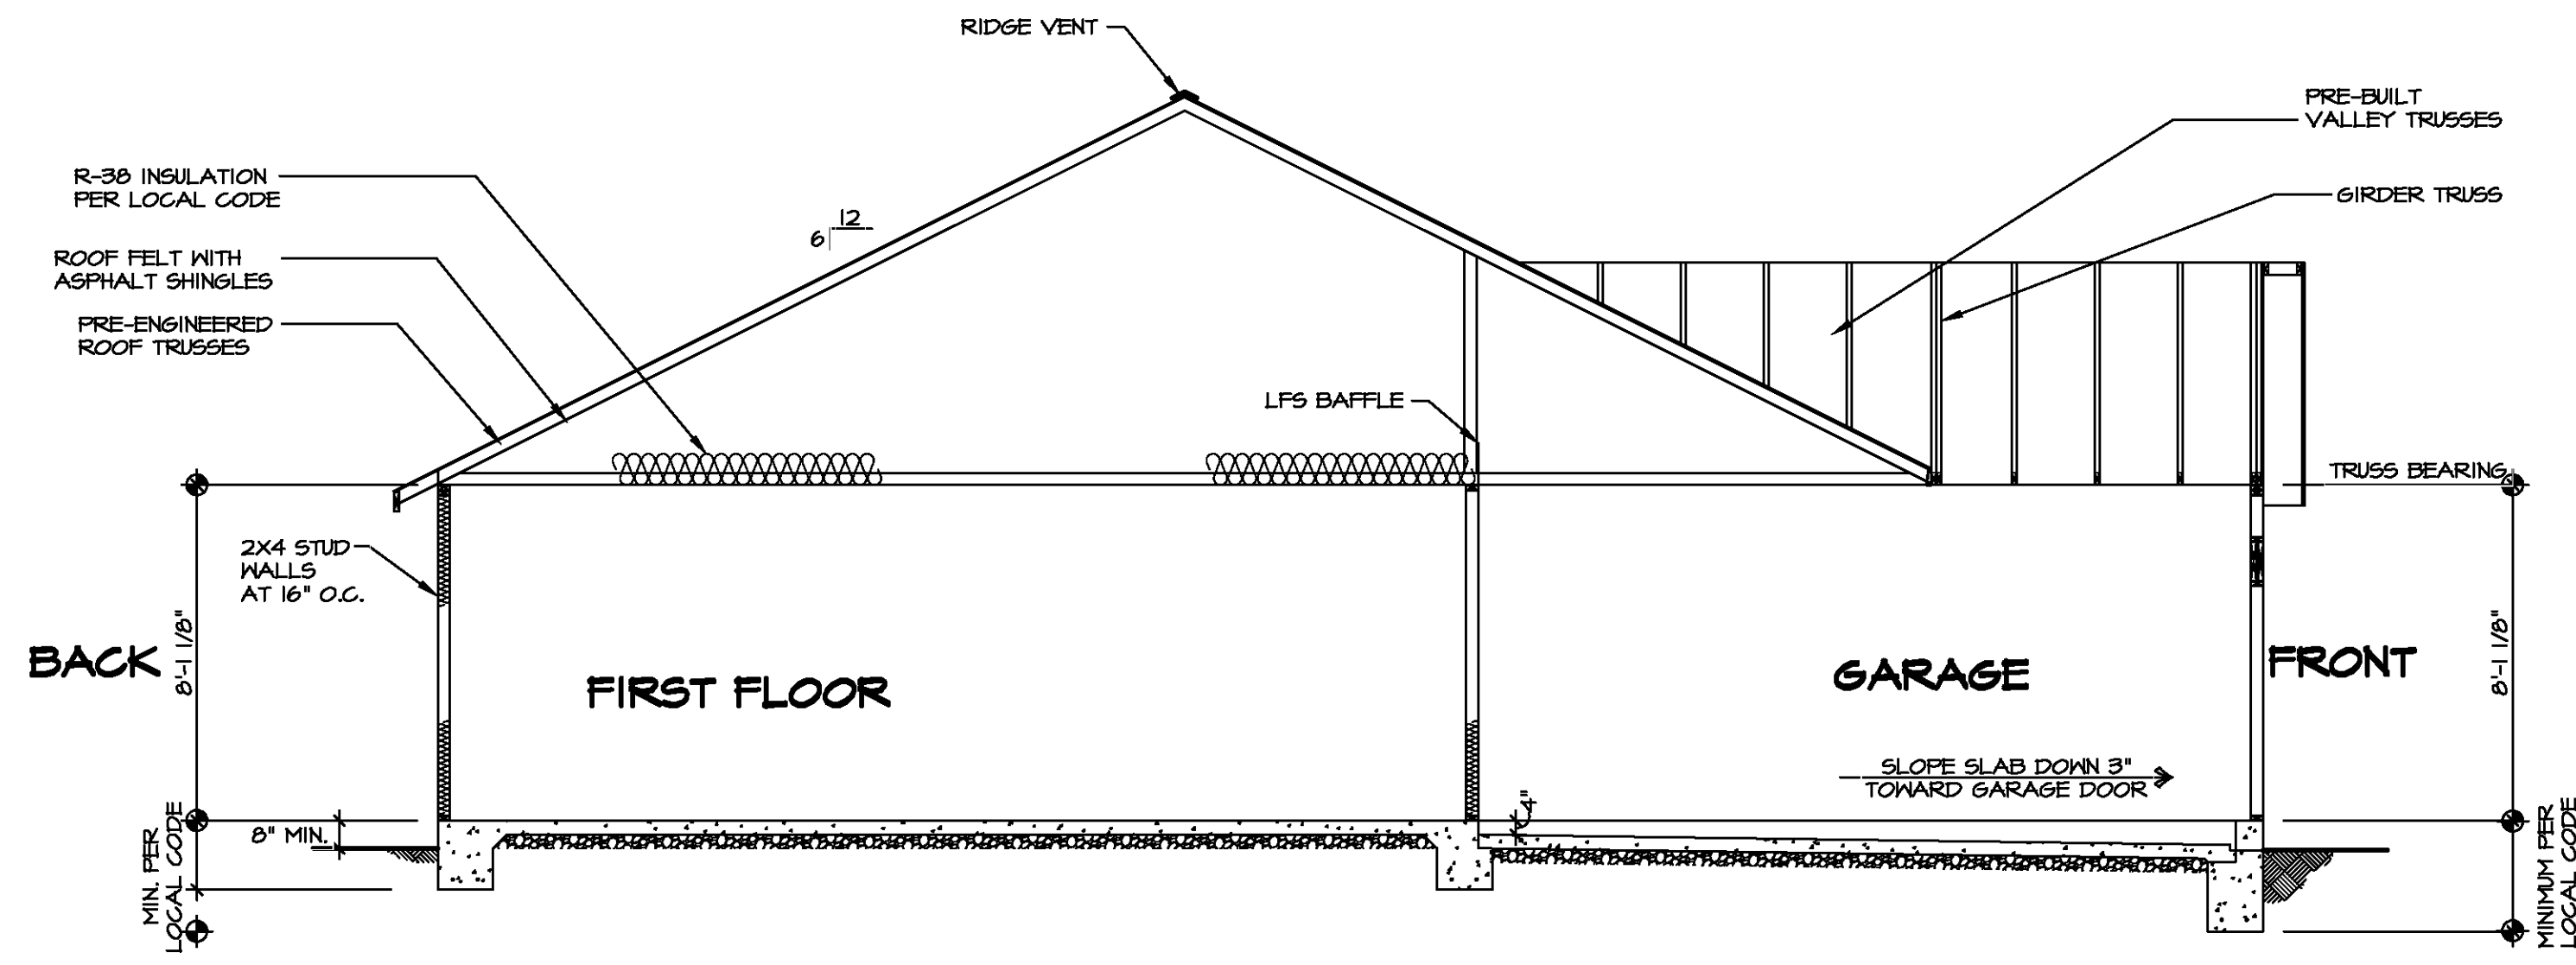 RIDGE VENT
PRE-BUILT
VALLEY TRUSSES
R-38 INSULATION
PER LOCAL CODE
GIRDER TRUSS
12
6
ROOF FELT WITH
ASPHALT SHINGLES
PRE-ENGINEERED
ROOF TRUSSES
LFS BAFFLE
TRUSS BEARING
2X4 STUD
WALLS
AT 16" O.C.
8'-1 1/8"
8'-1 1/8"
BACK
FIRST FLOOR
GARAGE
FRONT
SLOPE SLAB DOWN 3"
TOWARD GARAGE DOOR
4"
8" MIN.
MIN. PER
LOCAL CODE
MINIMUM PER
LOCAL CODE